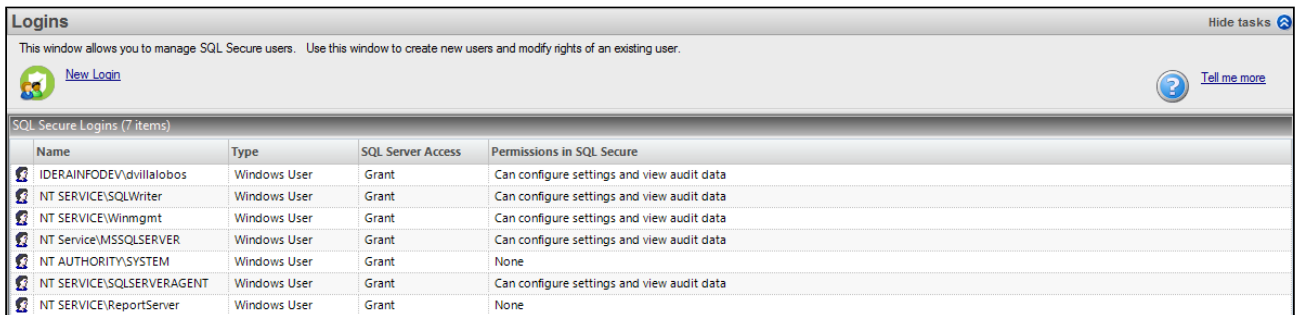 Logins
Hide tasks
This window allows you to manage SQL Secure users. Use this window to create new users and modify rights of an existing user.
New Login
Tell me more
SQL Secure Logins (7 items)
Name Type SQL Server Access Permissions in SQL Secure
IDERAINFODEV\dvillalobos Windows User Grant Can configure settings and view audit data
NT SERVICE\SQLWriter Windows User Grant Can configure settings and view audit data
NT SERVICE\Winmgmt Windows User Grant Can configure settings and view audit data
NT Service\MSSQLSERVER Windows User Grant Can configure settings and view audit data
NT AUTHORITY\SYSTEM Windows User Grant None
NT SERVICE\SQLSERVERAGENT Windows User Grant Can configure settings and view audit data
NT SERVICE\ReportServer Windows User Grant None